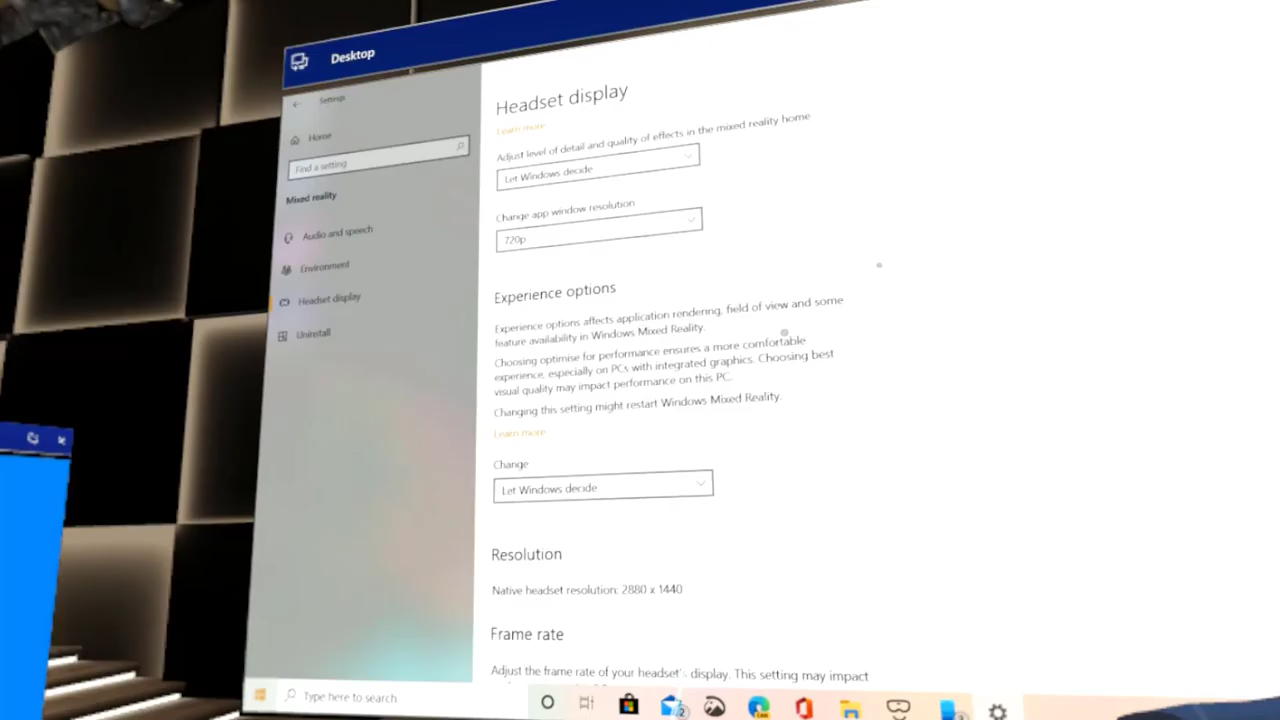 Desktop
Settings
Home
Find a setting
Mixed reality
Audio and speech
Environment
Headset display
Uninstall
Headset display
Learn more
Adjust level of detail and quality of effects in the mixed reality home
Let Windows decide
Change app window resolution
720p
Experience options
Experience options affects application rendering, field of view and some
feature availability in Windows Mixed Reality.
Choosing optimise for performance ensures a more comfortable
experience, especially on PCs with integrated graphics. Choosing best
visual quality may impact performance on this PC.
Changing this setting might restart Windows Mixed Reality.
Learn more
Change
Let Windows decide
Resolution
Native headset resolution: 2880 x 1440
Frame rate
Adjust the frame rate of your headset's display. This setting may impact
Type here to search
2